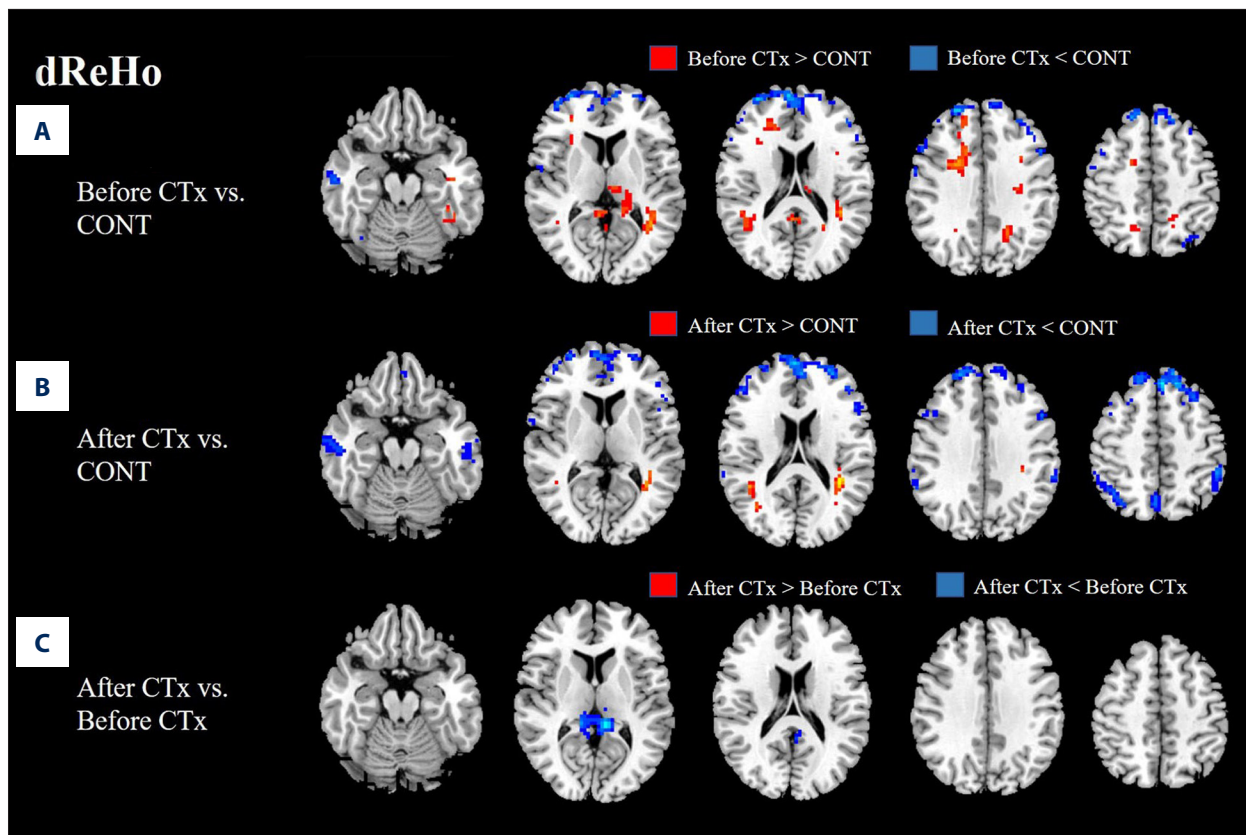 dReHo
Before CTx > CONT
Before CTx < CONT
A
Before CTx vs.
CONT
After CTx > CONT
After CTx < CONT
B
After CTx vs.
CONT
After CTx > Before CTx
After CTx < Before CTx
C
After CTx vs.
Before CTx